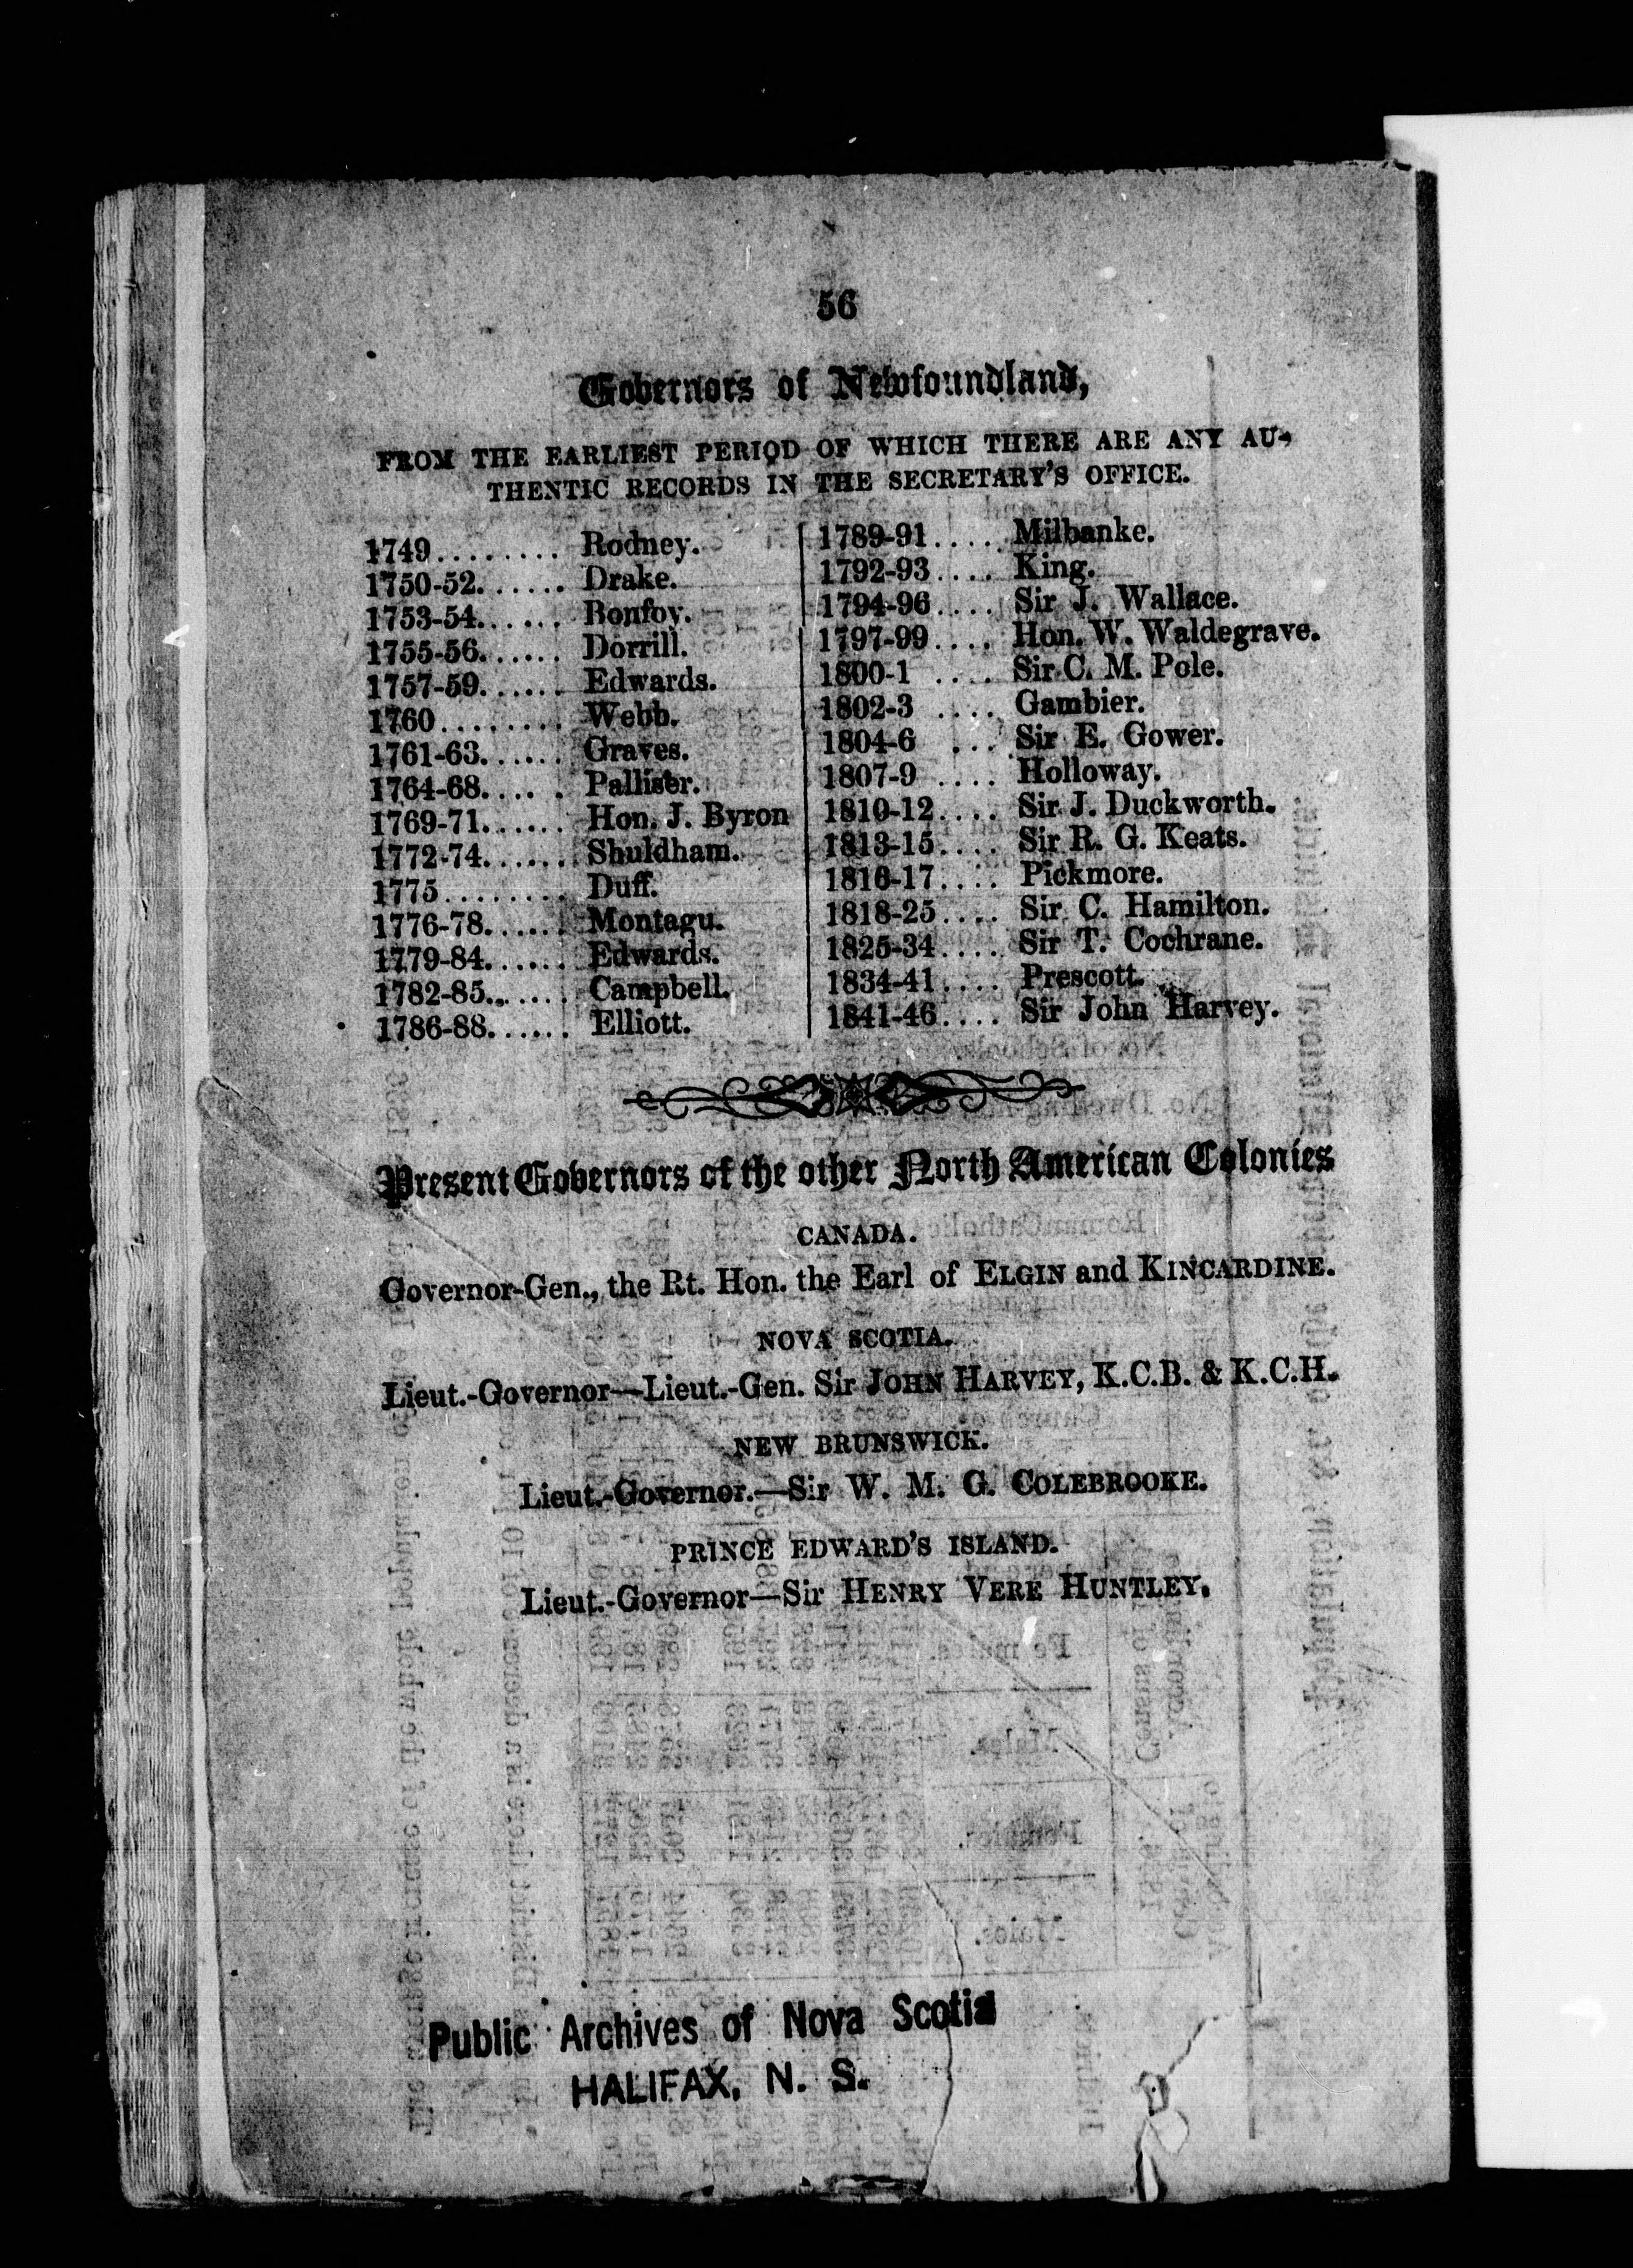 56
Governors of Newfoundland,
FROM THE EARLIEST PERIOD OF WHICH THERE ARE ANY AU-
THENTIC RECORDS IN THE SECRETARY'S OFFICE.
1749......... Rodney.
1750-52...... Drake.
1753-54...... Bonfoy.
1755-56...... Dorrill.
1757-59...... Edwards.
1760......... Webb.
1761-63...... Graves.
1764-68..... . Palliser.
1769-71...... Hon. J. Byron
1772-74...... Shuldham.
1775......... Duff.
1776-78...... Montagu.
1779-84...... Edwards.
1782-85...... Campbell.
1786-88...... Elliott.
1789-91.... Milbanke.
1792-93.... King.
1794-96.... Sir J. Wallace.
1797-99.... Hon. W. Waldegrave.
1800-1 .... Sir C. M. Pole.
1802-3 .... Gambier.
1804-6 .... Sir E. Gower.
1807-9 .... Holloway.
1810-12.... Sir J. Duckworth.
1813-15.... Sir R. G. Keats.
1816-17.... Pickmore.
1818-25.... Sir C. Hamilton.
1825-34.... Sir T. Cochrane.
1834-41.... Prescott.
1841-46.... Sir John Harvey.
Present Governors of the other North American Colonies
CANADA.
Governor-Gen., the Rt. Hon. the Earl of ELGIN and KINCARDINE.
NOVA SCOTIA.
Lieut.-Governor—Lieut.-Gen. Sir JOHN HARVEY, K.C.B. & K.C.H.
NEW BRUNSWICK.
Lieut.-Governor.—Sir W. M. G. COLEBROOKE.
PRINCE EDWARD'S ISLAND.
Lieut.-Governor—Sir HENRY VERE HUNTLEY.
Public Archives of Nova Scotia
HALIFAX, N. S.